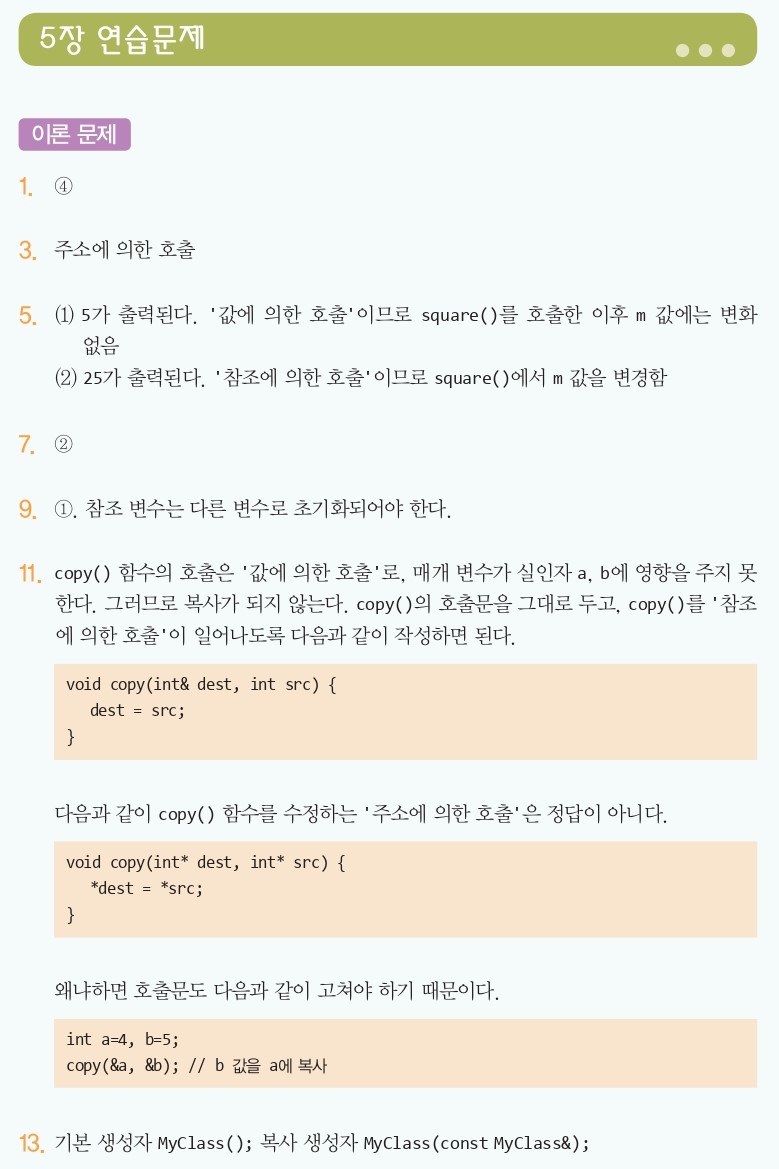 5장 연습문제
이론 문제
1. ④
3. 주소에 의한 호출
5. (1) 5가 출력된다. '값에 의한 호출'이므로 square()를 호출한 이후 m 값에는 변화
없음
(2) 25가 출력된다. '참조에 의한 호출'이므로 square()에서 m 값을 변경함
7. ②
9. ①. 참조 변수는 다른 변수로 초기화되어야 한다.
11. copy() 함수의 호출은 '값에 의한 호출'로, 매개 변수가 실인자 a, b에 영향을 주지 못
한다. 그러므로 복사가 되지 않는다. copy()의 호출문을 그대로 두고, copy()를 '참조
에 의한 호출'이 일어나도록 다음과 같이 작성하면 된다.
void copy(int& dest, int src) {
dest = src;
}
다음과 같이 copy() 함수를 수정하는 '주소에 의한 호출'은 정답이 아니다.
void copy(int* dest, int* src) {
*dest = *src;
}
왜냐하면 호출문도 다음과 같이 고쳐야 하기 때문이다.
int a=4, b=5;
copy(&a, &b); // b 값을 a에 복사
13. 기본 생성자 MyClass(); 복사 생성자 MyClass(const MyClass&);